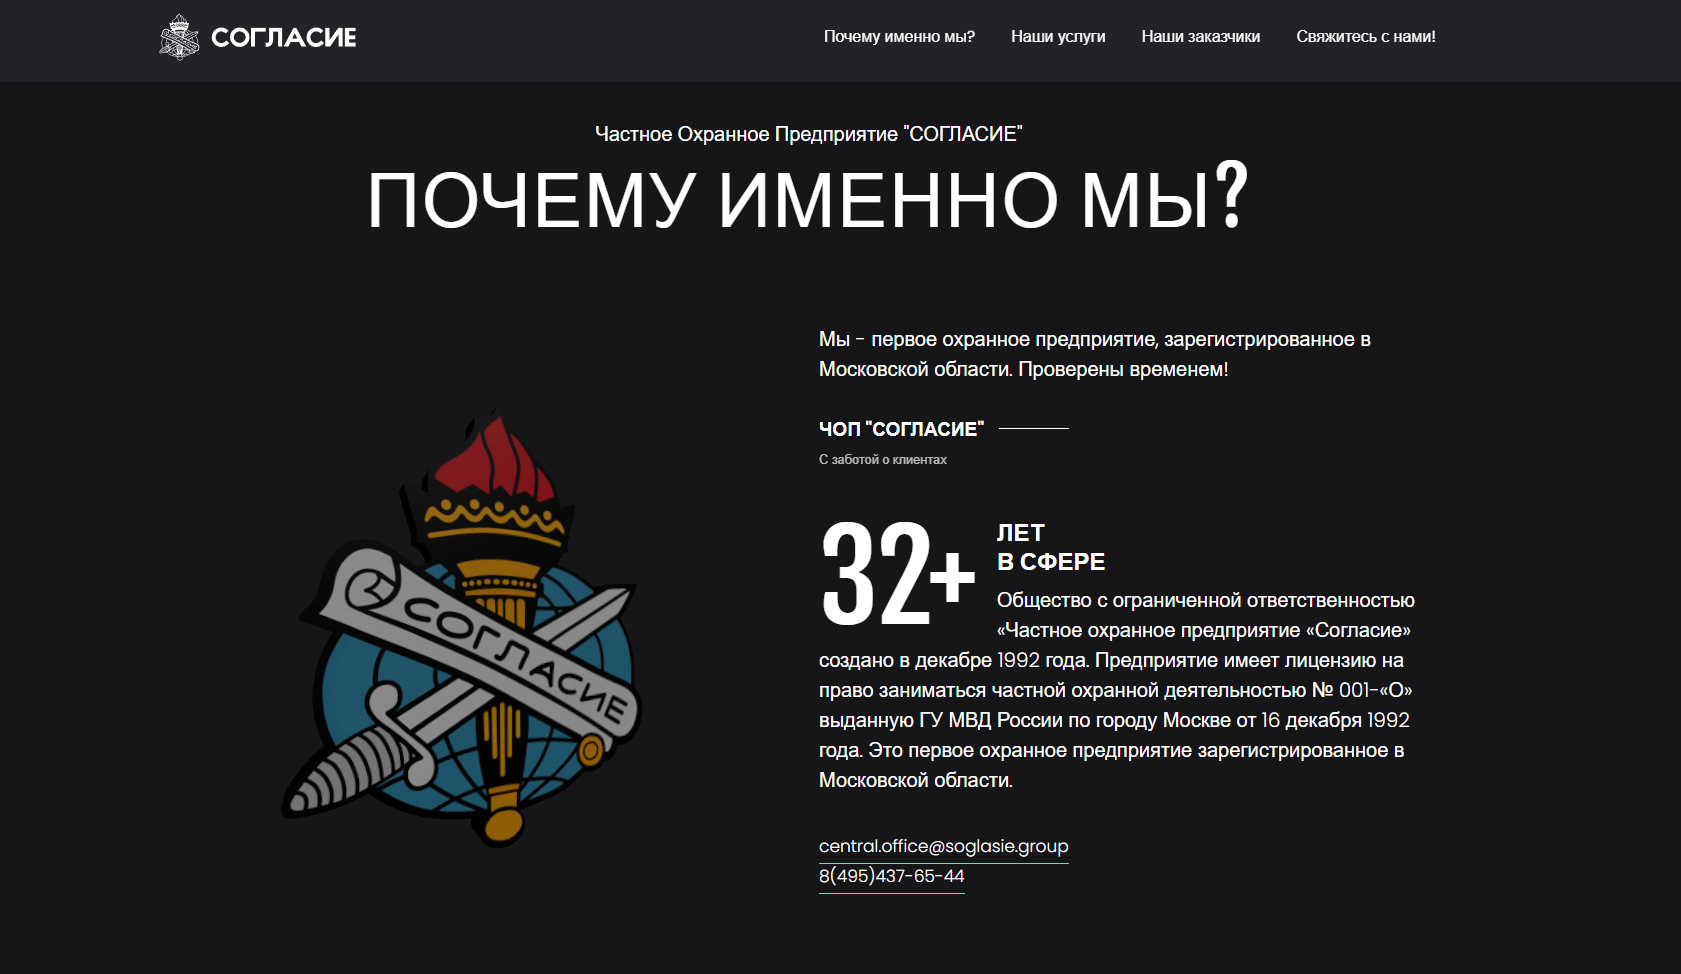 СОГЛАСИЕ
Почему именно мы?
Наши услуги
Наши заказчики
Свяжитесь с нами!
Частное Охранное Предприятие "СОГЛАСИЕ"
ПОЧЕМУ ИМЕННО МЫ?
СОГЛАСИЕ
Мы - первое охранное предприятие, зарегистрированное в
Московской области. Проверены временем!
ЧОП "СОГЛАСИЕ"
С заботой о клиентах
32+
ЛЕТ
В СФЕРЕ
Общество с ограниченной ответственностью
«Частное охранное предприятие «Согласие»
создано в декабре 1992 года. Предприятие имеет лицензию на
право заниматься частной охранной деятельностью № 001-«О»
выданную ГУ МВД России по городу Москве от 16 декабря 1992
года. Это первое охранное предприятие зарегистрированное в
Московской области.
central.office@soglasie.group
8(495)437-65-44